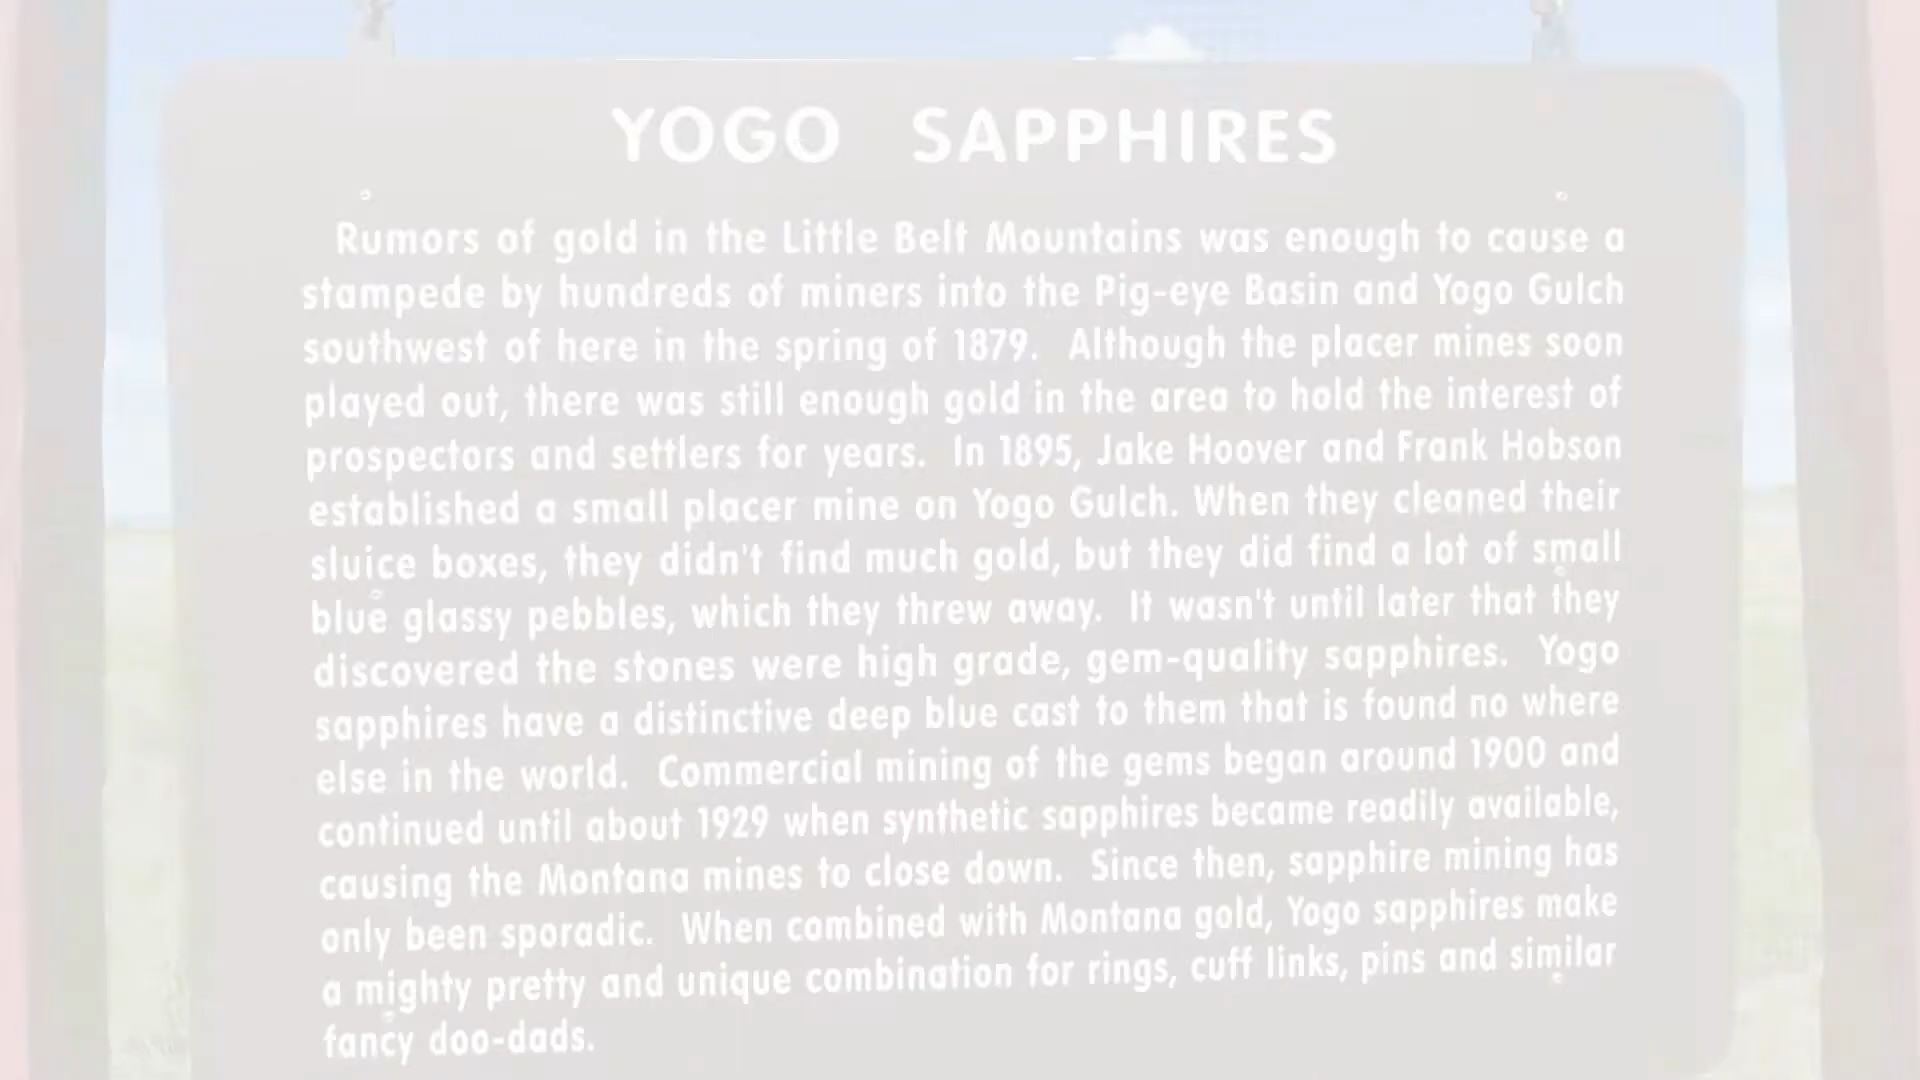 YOGO SAPPHIRES
Rumors of gold in the Little Belt Mountains was enough to cause a
stampede by hundreds of miners into the Pig-eye Basin and Yogo Gulch
southwest of here in the spring of 1879. Although the placer mines soon
played out, there was still enough gold in the area to hold the interest of
prospectors and settlers for years. In 1895, Jake Hoover and Frank Hobson
established a small placer mine on Yogo Gulch. When they cleaned their
sluice boxes, they didn't find much gold, but they did find a lot of small
blue glassy pebbles, which they threw away. It wasn't until later that they
discovered the stones were high grade, gem-quality sapphires. Yogo
sapphires have a distinctive deep blue cast to them that is found no where
else in the world. Commercial mining of the gems began around 1900 and
continued until about 1929 when synthetic sapphires became readily available,
causing the Montana mines to close down. Since then, sapphire mining has
only been sporadic. When combined with Montana gold, Yogo sapphires make
a mighty pretty and unique combination for rings, cuff links, pins and similar
fancy doo-dads.